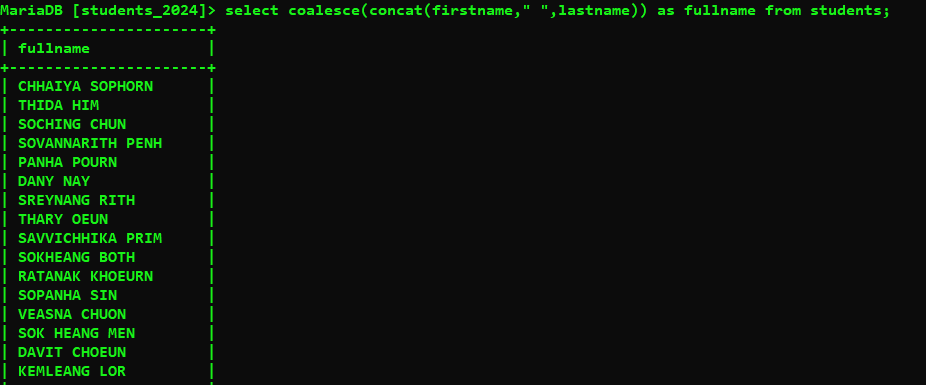 MariaDB [students_2024]> select coalesce(concat(firstname," ",lastname)) as fullname from students;
+----------------------+
| fullname             |
+----------------------+
| CHHAIYA SOPHORN      |
| THIDA HIM            |
| SOCHING CHUN         |
| SOVANNARITH PENH     |
| PANHA POURN          |
| DANY NAY             |
| SREYNANG RITH        |
| THARY OEUN           |
| SAVVICHHIKA PRIM     |
| SOKHEANG BOTH        |
| RATANAK KHOEURN      |
| SOPANHA SIN          |
| VEASNA CHUON         |
| SOK HEANG MEN        |
| DAVIT CHOEUN         |
| KEMLEANG LOR         |